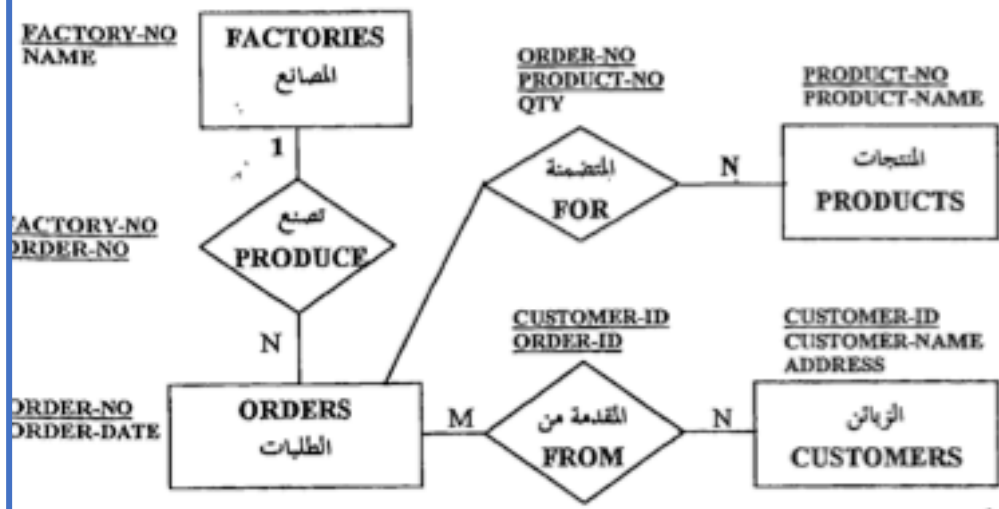 FACTORY-NO
NAME
FACTORIES
المصانع
1
تصنع
PRODUCE
FACTORY-NO
ORDER-NO
N
ORDER-NO
ORDER-DATE
ORDERS
الطلبات
ORDER-NO
PRODUCT-NO
QTY
المتضمنة
FOR
N
PRODUCT-NO
PRODUCT-NAME
المنتجات
PRODUCTS
CUSTOMER-ID
ORDER-ID
M
المقدمة من
FROM
N
CUSTOMER-ID
CUSTOMER-NAME
ADDRESS
الزبائن
CUSTOMERS